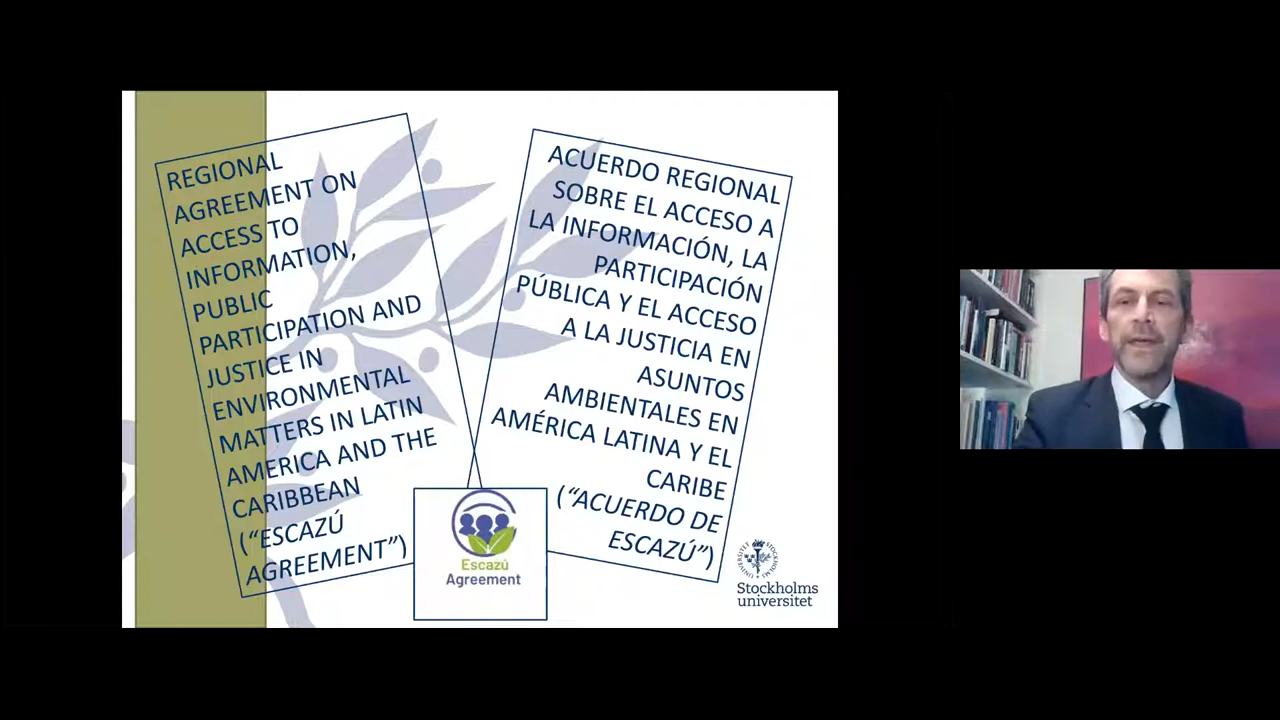 REGIONAL
AGREEMENT ON
ACCESS TO
INFORMATION,
PUBLIC
PARTICIPATION AND
JUSTICE IN
ENVIRONMENTAL
MATTERS IN LATIN
AMERICA AND THE
CARIBBEAN
(“ESCAZÚ
AGREEMENT”)
ACUERDO REGIONAL
SOBRE EL ACCESO A
LA INFORMACIÓN, LA
PARTICIPACIÓN
PÚBLICA Y EL ACCESO
A LA JUSTICIA EN
ASUNTOS
AMBIENTALES EN
AMÉRICA LATINA Y EL
CARIBE
(“ACUERDO DE
ESCAZÚ”)
Escazú
Agreement
Stockholms
universitet